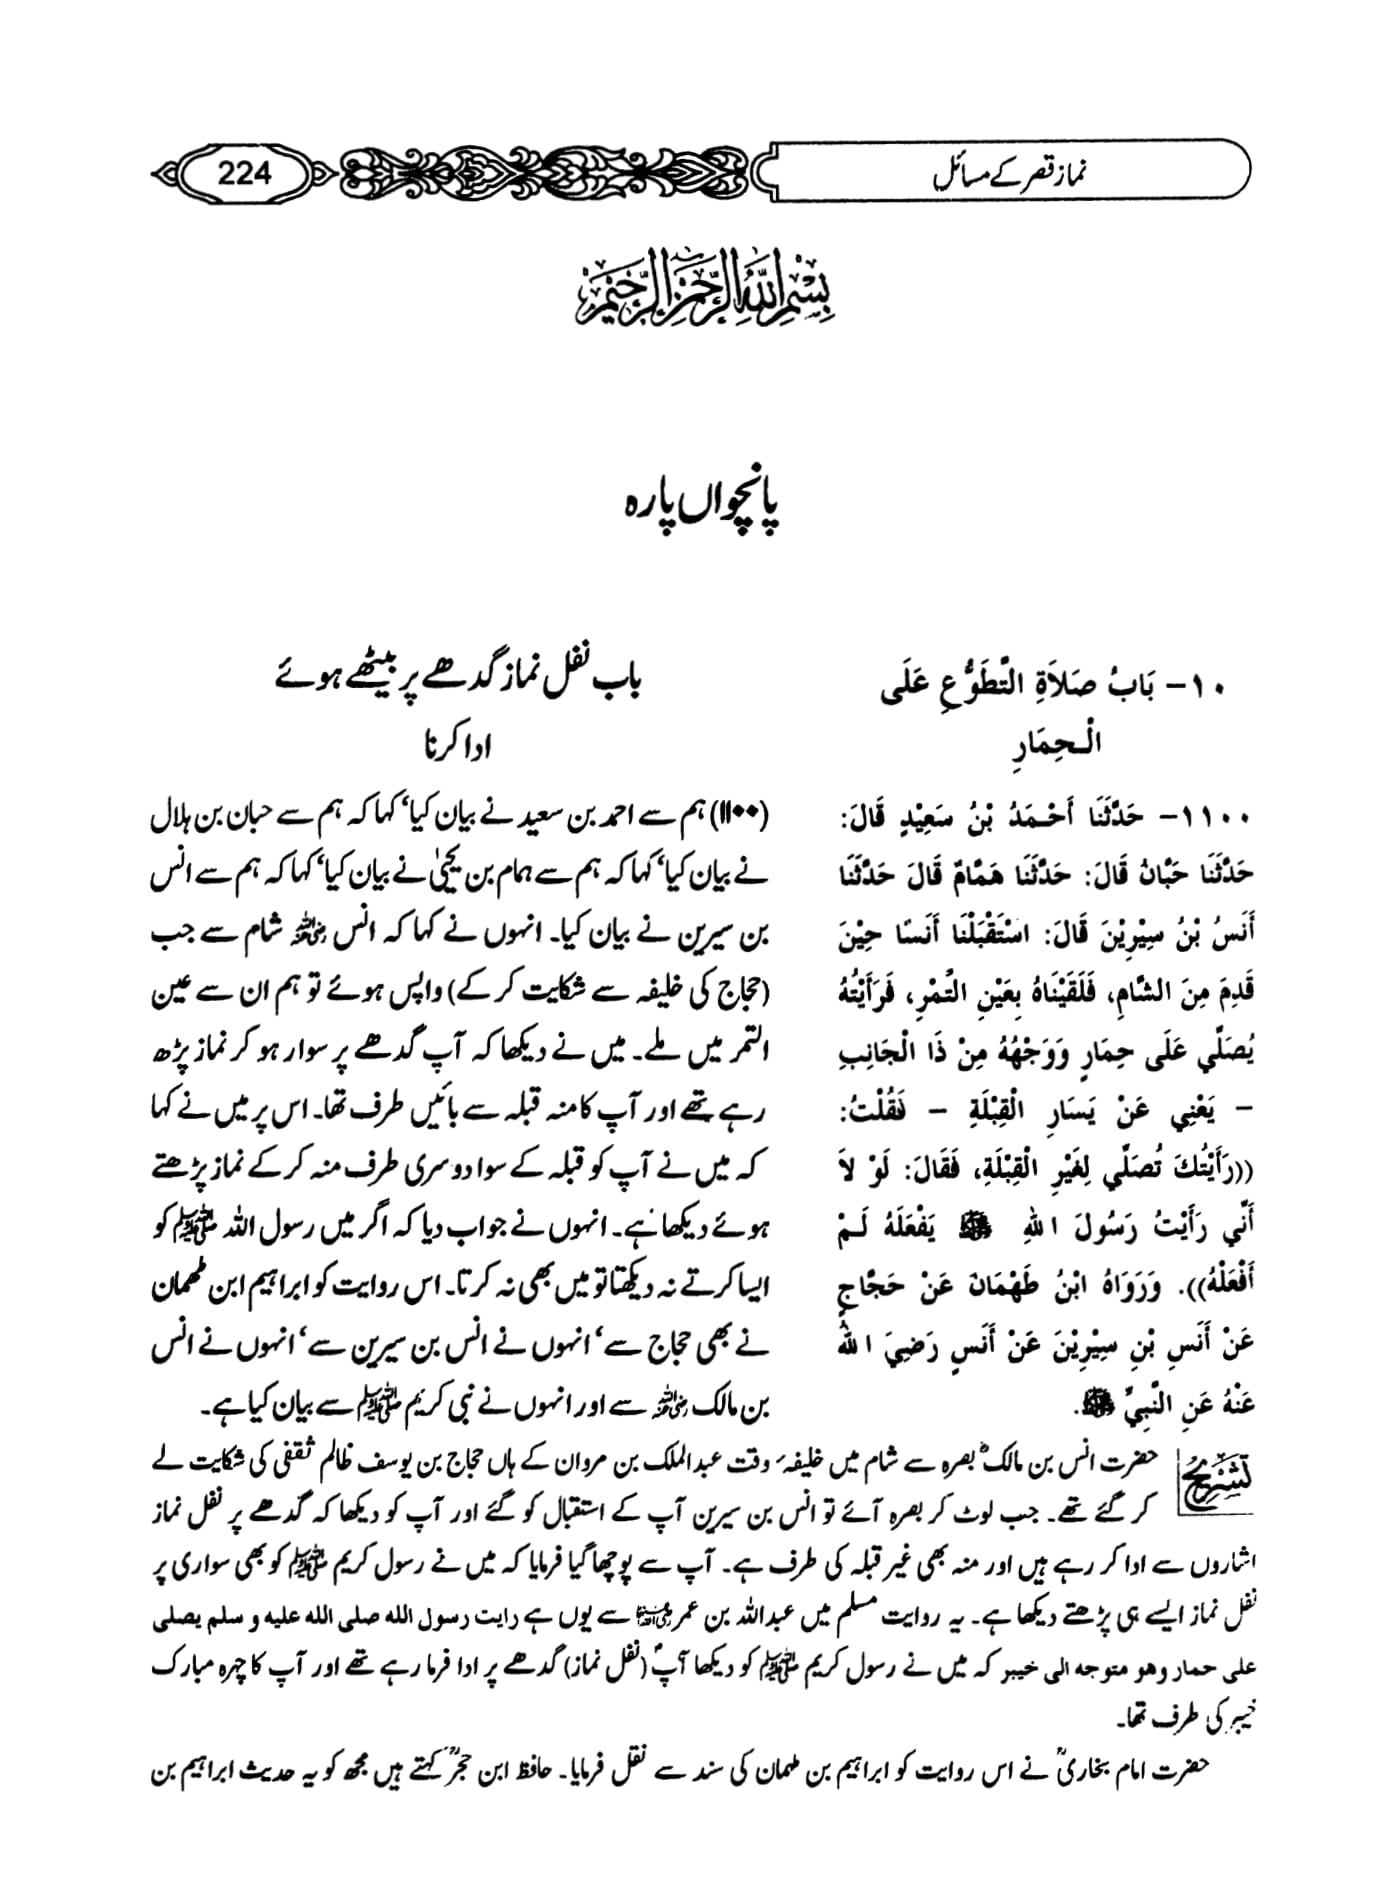 نماز قصر کے مسائل
224
بِسْمِ اللهِ الرَّحْمٰنِ الرَّحِيْمِ
پانچواں پارہ
١٠- بَابُ صَلاَةِ التَّطَوُّعِ عَلَى
الْـحِمَارِ
١١٠٠- حَدَّثَنَا أَحْـمَدُ بْنُ سَعِيْدٍ قَالَ:
حَدَّثَنَا حَبَّانُ قَالَ: حَدَّثَنَا هَمَّامٌ قَالَ حَدَّثَنَا
أَنَسُ بْنُ سِيْرِيْنَ قَالَ: اسْتَقْبَلْنَا أَنَسًا حِيْنَ
قَدِمَ مِنَ الشَّامِ، فَلَقَيْنَاهُ بِعَيْنِ التَّمْرِ، فَرَأَيْتُهُ
يُصَلِّي عَلَى حِمَارٍ وَوَجْهُهُ مِنْ ذَا الْجَانِبِ
- يَعْنِي عَنْ يَسَارِ الْقِبْلَةِ - فَقُلْتُ:
((رَأَيْتُكَ تُصَلِّي لِغَيْرِ الْقِبْلَةِ، فَقَالَ: لَوْ لاَ
أَنِّي رَأَيْتُ رَسُولَ اللهِ ﷺ يَفْعَلُهُ لَمْ
أَفْعَلْهُ)). وَرَوَاهُ ابْنُ طَهْمَانَ عَنْ حَجَّاجٍ
عَنْ أَنَسِ بْنِ سِيْرِيْنَ عَنْ أَنَسٍ رَضِيَ اللهُ
عَنْهُ عَنِ النَّبِيِّ ﷺ.
باب نفل نماز گدھے پر بیٹھے ہوئے
ادا کرنا
(۱۱۰۰) ہم سے احمد بن سعید نے بیان کیا' کہا کہ ہم سے حبان بن ہلال
نے بیان کیا' کہا کہ ہم سے ہمام بن یحییٰ نے بیان کیا' کہا کہ ہم سے انس
بن سیرین نے بیان کیا۔ انہوں نے کہا کہ انس رضی اللہ عنہ شام سے جب
(حجاج کی خلیفہ سے شکایت کر کے) واپس ہوئے تو ہم ان سے عین
التمر میں ملے۔ میں نے دیکھا کہ آپ گدھے پر سوار ہو کر نماز پڑھ
رہے تھے اور آپ کا منہ قبلہ سے بائیں طرف تھا۔ اس پر میں نے کہا
کہ میں نے آپ کو قبلہ کے سوا دوسری طرف منہ کر کے نماز پڑھتے
ہوئے دیکھا ہے۔ انہوں نے جواب دیا کہ اگر میں رسول اللہ ﷺ کو
ایسا کرتے نہ دیکھتا تو میں بھی نہ کرتا۔ اس روایت کو ابراہیم ابن طہمان
نے بھی حجاج سے' انہوں نے انس بن سیرین سے' انہوں نے انس
بن مالک رضی اللہ عنہ سے اور انہوں نے نبی کریم ﷺ سے بیان کیا ہے۔
تشریح حضرت انس بن مالکؓ بصرہ سے شام میں خلیفہ وقت عبدالملک بن مروان کے ہاں حجاج بن یوسف ظالم ثقفی کی شکایت لے
کر گئے تھے۔ جب لوٹ کر بصرہ آئے تو انس بن سیرین آپ کے استقبال کو گئے اور آپ کو دیکھا کہ گدھے پر نفل نماز
اشاروں سے ادا کر رہے ہیں اور منہ بھی غیر قبلہ کی طرف ہے۔ آپ سے پوچھا گیا فرمایا کہ میں نے رسول کریم ﷺ کو بھی سواری پر
نفل نماز ایسے ہی پڑھتے دیکھا ہے۔ یہ روایت مسلم میں عبداللہ بن عمر رضی اللہ عنہما سے یوں ہے رایت رسول الله صلی الله علیه و سلم یصلی
علی حمار وهو متوجه الی خیبر کہ میں نے رسول کریم ﷺ کو دیکھا آپؐ (نفل نماز) گدھے پر ادا فرما رہے تھے اور آپ کا چہرہ مبارک
خیبر کی طرف تھا۔
حضرت امام بخاریؒ نے اس روایت کو ابراہیم بن طہمان کی سند سے نقل فرمایا۔ حافظ ابن حجرؒ کہتے ہیں مجھ کو یہ حدیث ابراہیم بن